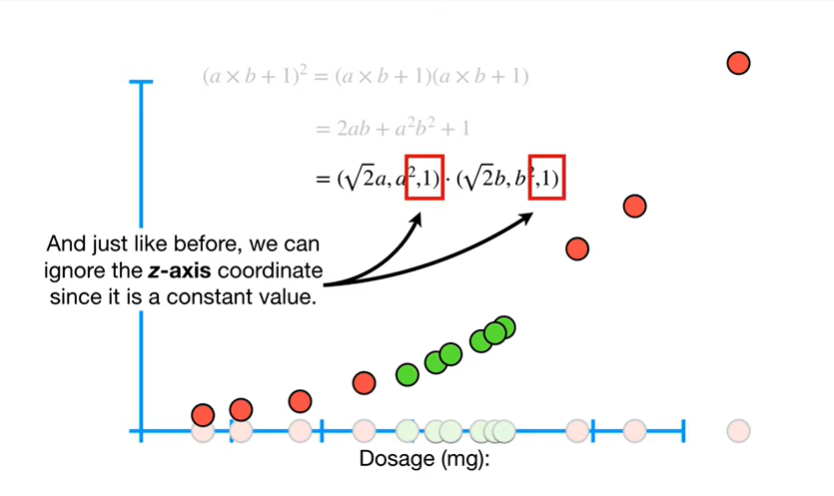 (a × b + 1)² = (a × b + 1)(a × b + 1)
= 2ab + a²b² + 1
= (√2a, a²,1) · (√2b, b²,1)
And just like before, we can
ignore the z-axis coordinate
since it is a constant value.
Dosage (mg):